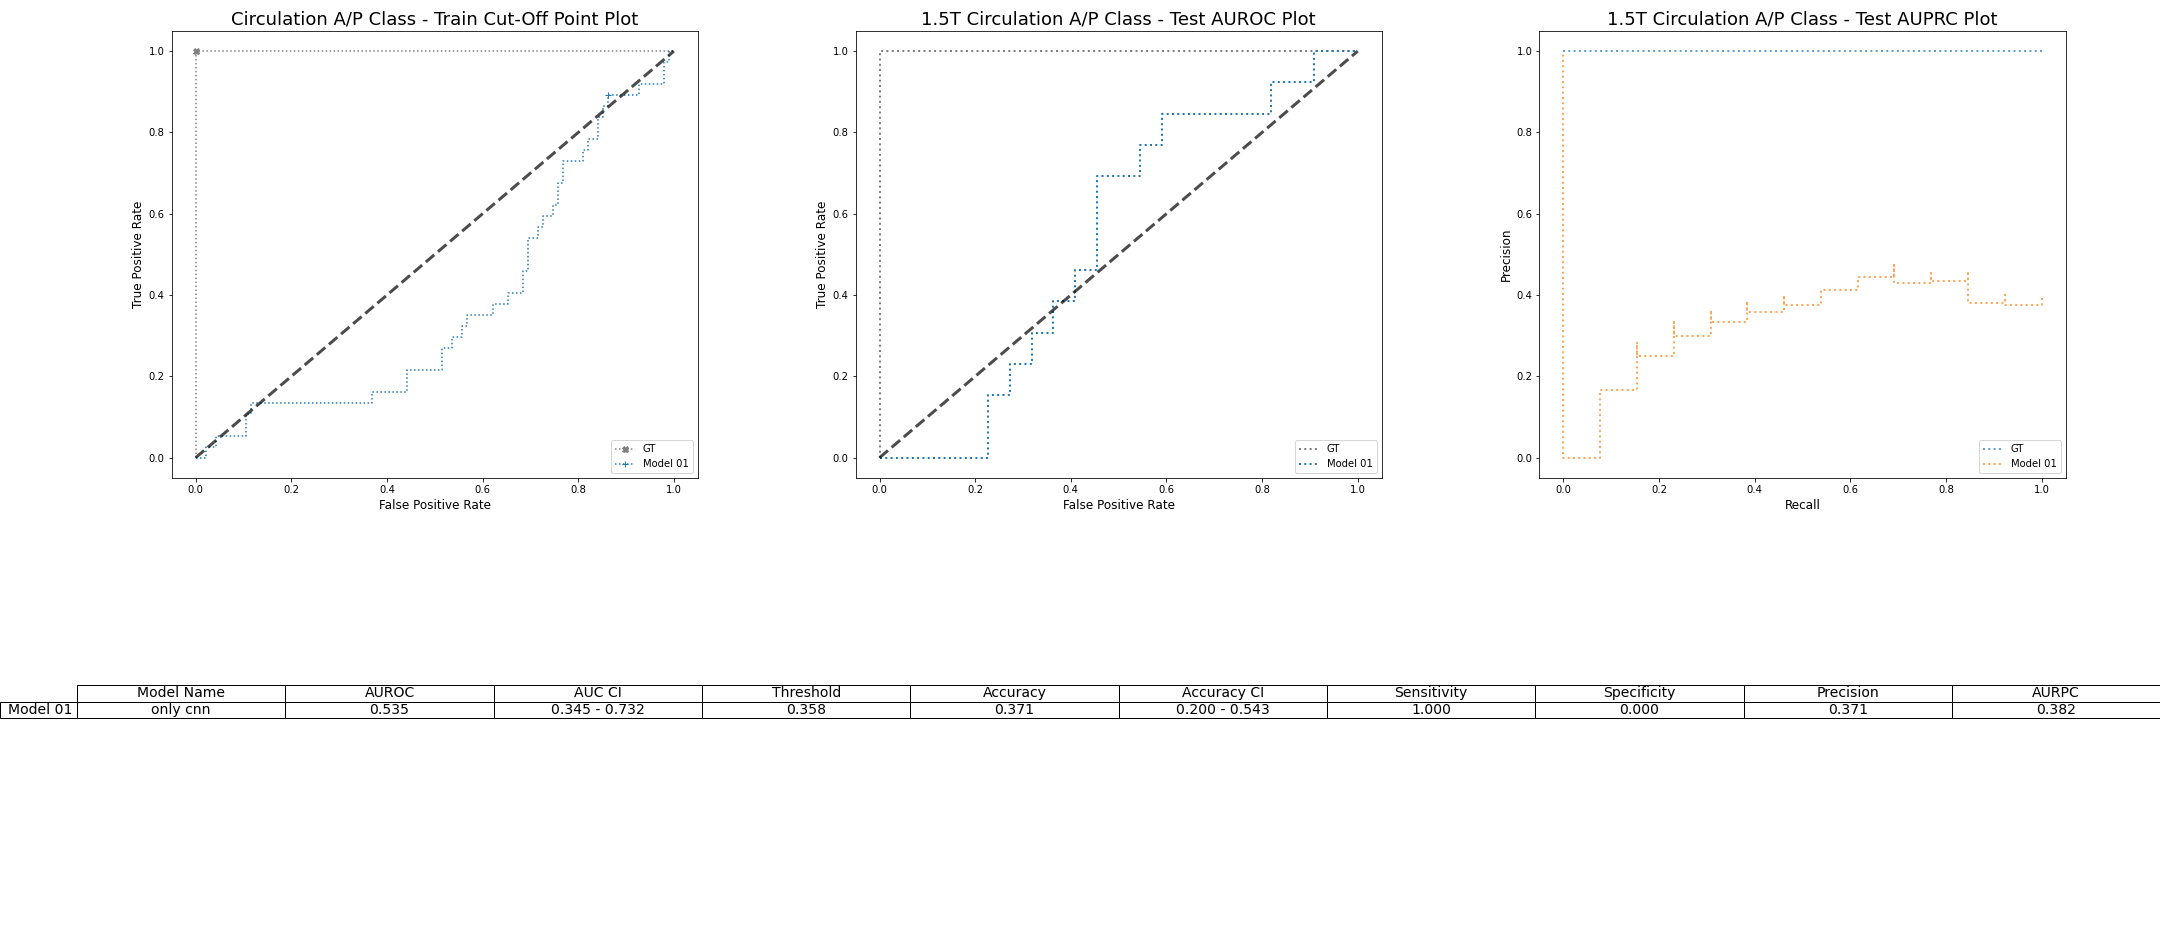 Circulation A/P Class - Train Cut-Off Point Plot
1.0
0.8
0.6
0.4
0.2
0.0
True Positive Rate
0.0 0.2 0.4 0.6 0.8 1.0
False Positive Rate
GT
Model 01
1.5T Circulation A/P Class - Test AUROC Plot
1.0
0.8
0.6
0.4
0.2
0.0
True Positive Rate
0.0 0.2 0.4 0.6 0.8 1.0
False Positive Rate
GT
Model 01
1.5T Circulation A/P Class - Test AUPRC Plot
1.0
0.8
0.6
0.4
0.2
0.0
Precision
0.0 0.2 0.4 0.6 0.8 1.0
Recall
GT
Model 01
Model Name AUROC AUC CI Threshold Accuracy Accuracy CI Sensitivity Specificity Precision AURPC
Model 01 only cnn 0.535 0.345 - 0.732 0.358 0.371 0.200 - 0.543 1.000 0.000 0.371 0.382